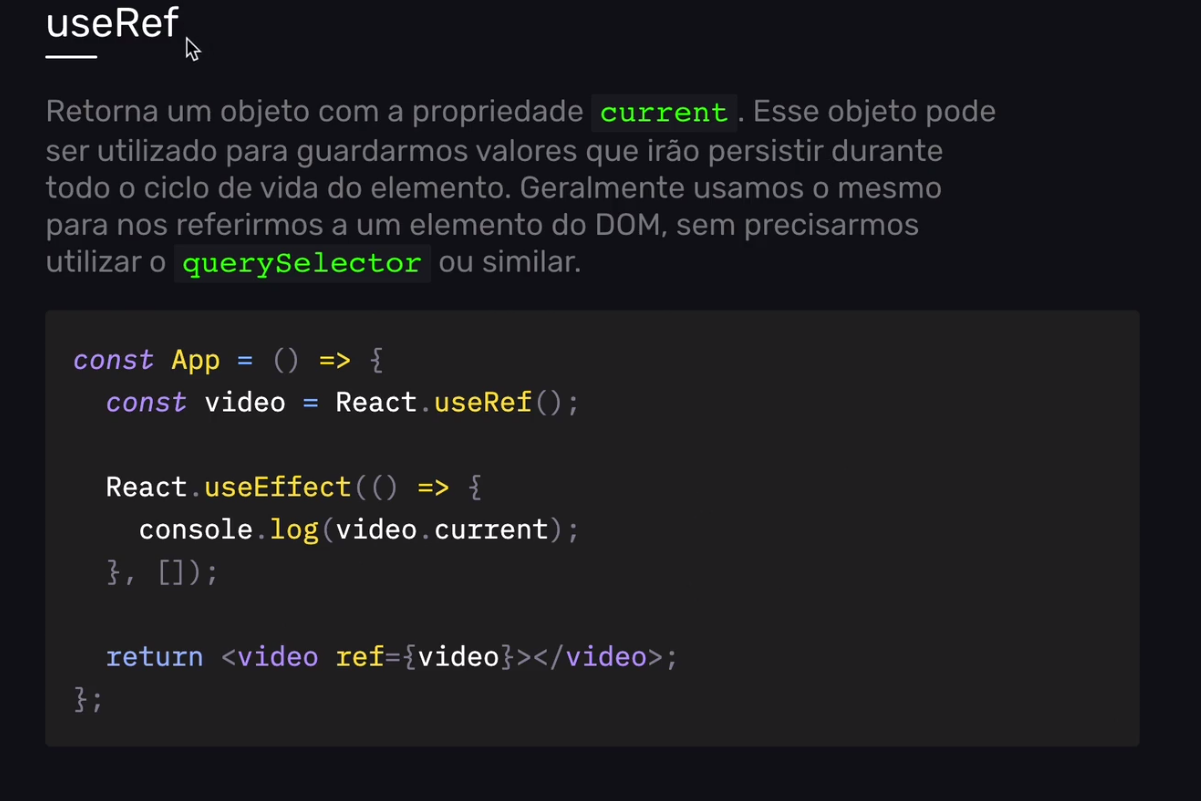 useRef
Retorna um objeto com a propriedade current. Esse objeto pode
ser utilizado para guardarmos valores que irão persistir durante
todo o ciclo de vida do elemento. Geralmente usamos o mesmo
para nos referirmos a um elemento do DOM, sem precisarmos
utilizar o querySelector ou similar.
const App = () => {
  const video = React.useRef();
  React.useEffect(() => {
    console.log(video.current);
  }, []);
  return <video ref={video}></video>;
};